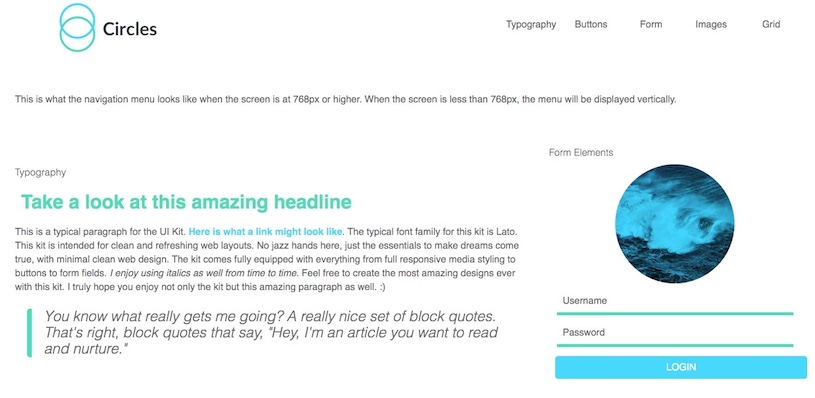 Circles
Typography Buttons Form Images Grid
This is what the navigation menu looks like when the screen is at 768px or higher. When the screen is less than 768px, the menu will be displayed vertically.
Typography
Take a look at this amazing headline
This is a typical paragraph for the UI Kit. Here is what a link might look like. The typical font family for this kit is Lato.
This kit is intended for clean and refreshing web layouts. No jazz hands here, just the essentials to make dreams come
true, with minimal clean web design. The kit comes fully equipped with everything from full responsive media styling to
buttons to form fields. I enjoy using italics as well from time to time. Feel free to create the most amazing designs ever
with this kit. I truly hope you enjoy not only the kit but this amazing paragraph as well. :)
You know what really gets me going? A really nice set of block quotes.
That's right, block quotes that say, "Hey, I'm an article you want to read
and nurture."
Form Elements
Username
Password
LOGIN